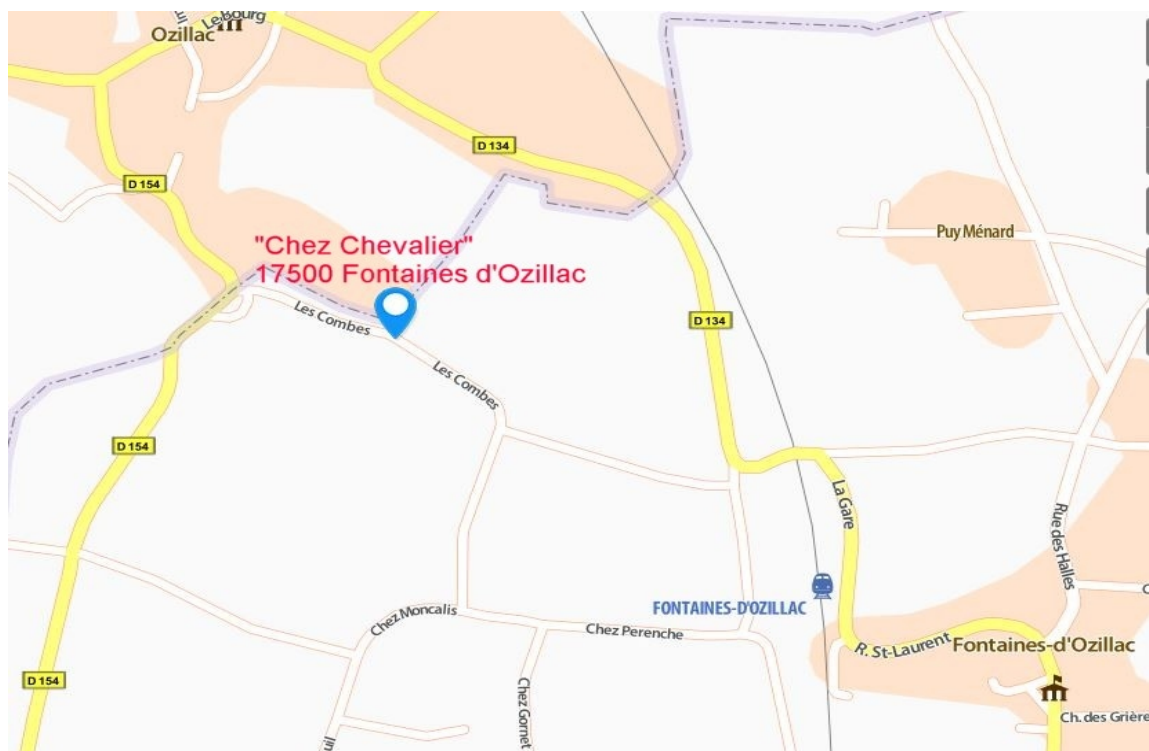 Le Bourg
Ozillac
D 134
D 154
"Chez Chevalier"
17500 Fontaines d'Ozillac
Puy Ménard
Les Combes
D 134
Les Combes
D 154
La Gare
Rue des Halles
FONTAINES-D'OZILLAC
Chez Moncalis
Chez Perenche
R. St-Laurent
Fontaines-d'Ozillac
D 154
Chez Gornet
Ch. des Grière